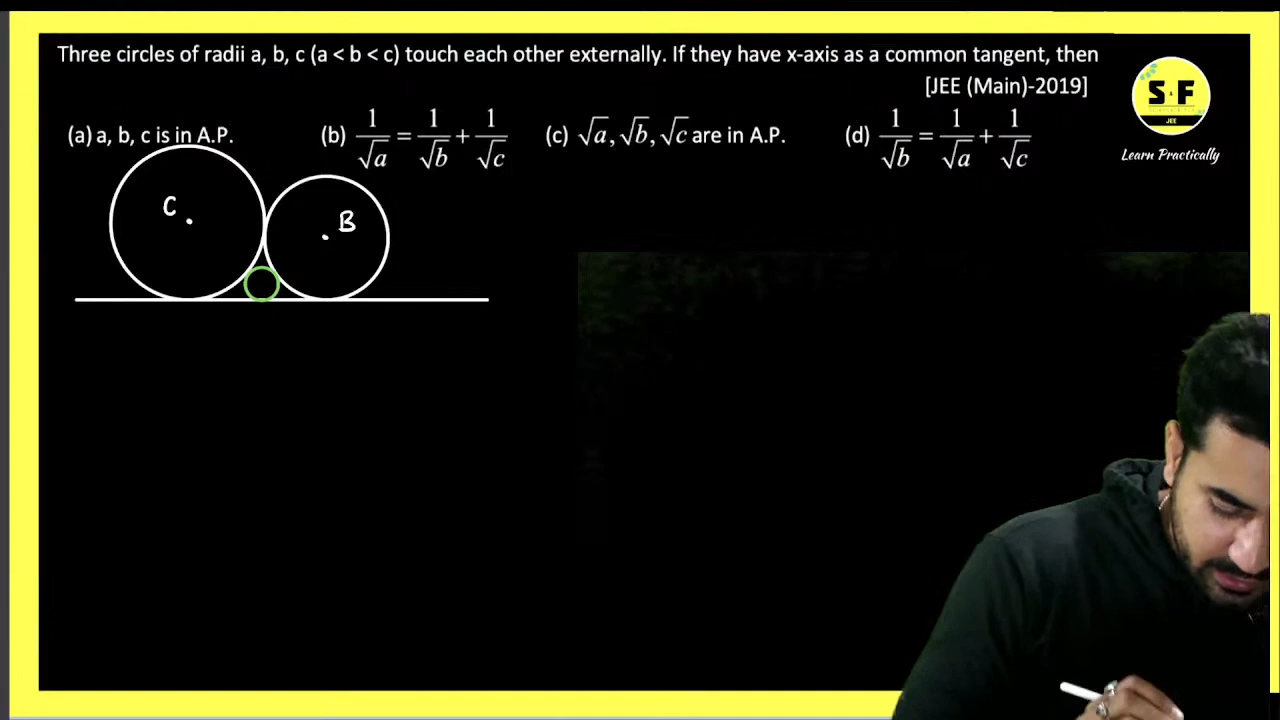 Three circles of radii a, b, c (a < b < c) touch each other externally. If they have x-axis as a common tangent, then
[JEE (Main)-2019]
(a) a, b, c is in A.P. (b) 1/√a = 1/√b + 1/√c (c) √a, √b, √c are in A.P. (d) 1/√b = 1/√a + 1/√c
S F
JEE
Learn Practically
C
B